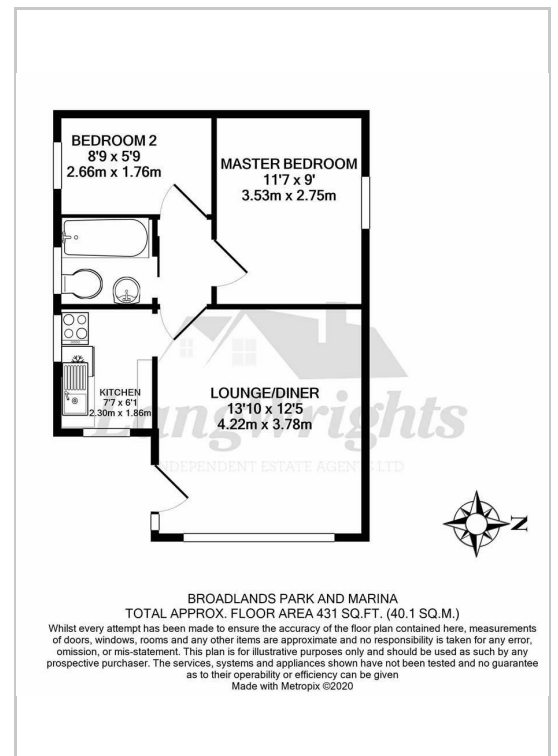 BEDROOM 2
8'9 x 5'9
2.66m x 1.76m
MASTER BEDROOM
11'7 x 9'
3.53m x 2.75m
KITCHEN
7'7 x 6'1
2.30m x 1.86m
LOUNGE/DINER
13'10 x 12'5
4.22m x 3.78m
LangWrights
INDEPENDENT ESTATE AGENTS LTD
N
BROADLANDS PARK AND MARINA
TOTAL APPROX. FLOOR AREA 431 SQ.FT. (40.1 SQ.M.)
Whilst every attempt has been made to ensure the accuracy of the floor plan contained here, measurements
of doors, windows, rooms and any other items are approximate and no responsibility is taken for any error,
omission, or mis-statement. This plan is for illustrative purposes only and should be used as such by any
prospective purchaser. The services, systems and appliances shown have not been tested and no guarantee
as to their operability or efficiency can be given
Made with Metropix ©2020